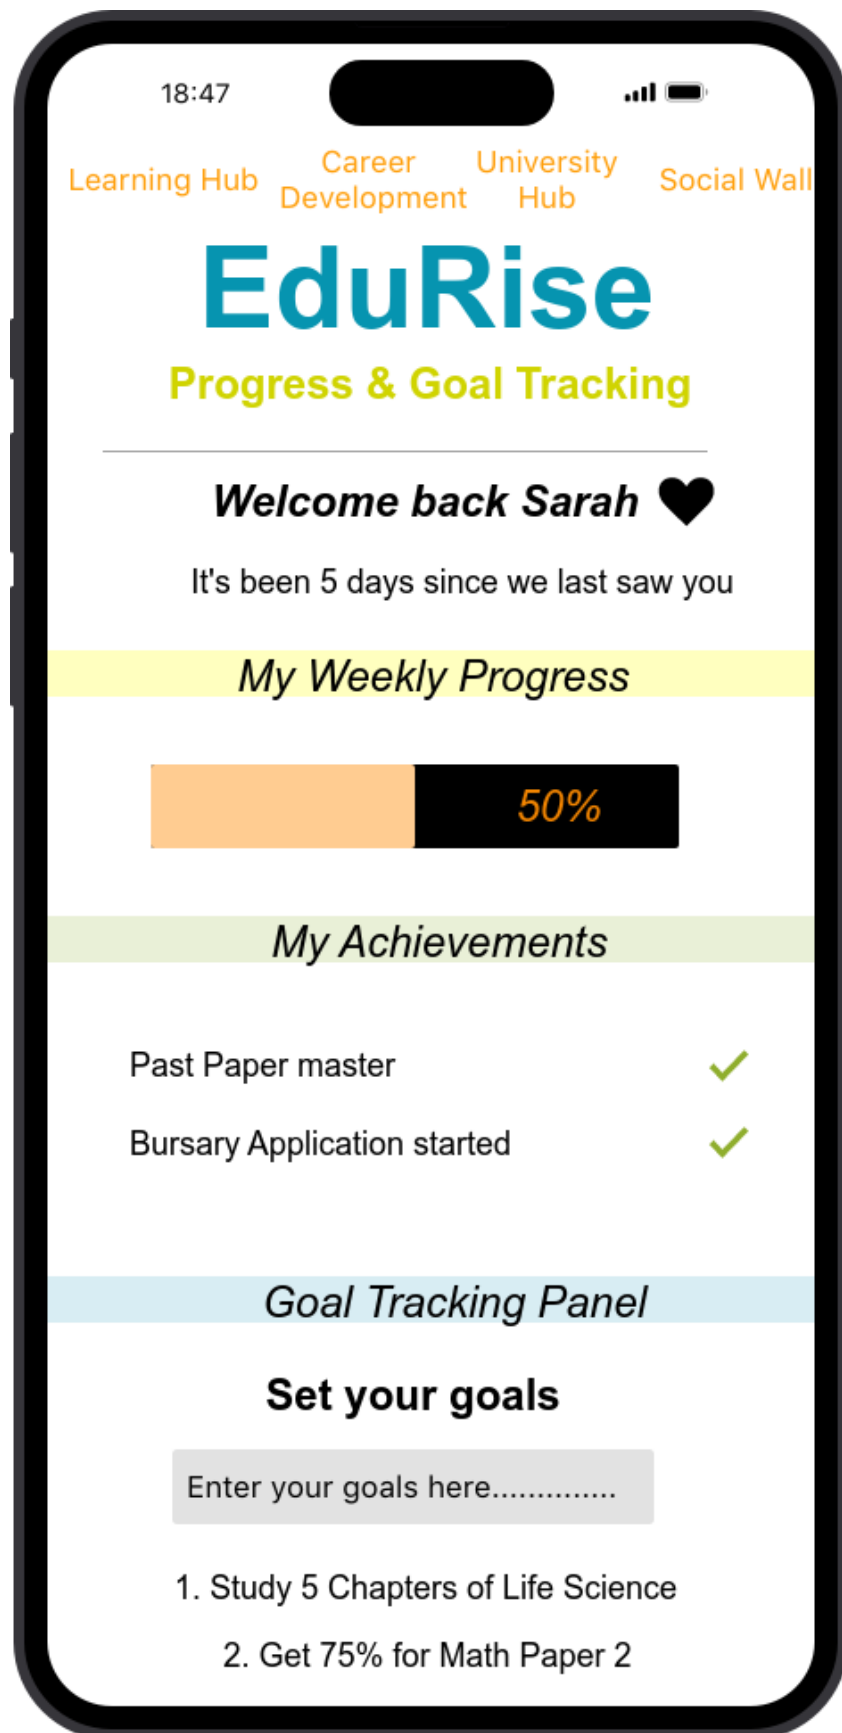 18:47
Learning Hub
Career
Development
University
Hub
Social Wall
EduRise
Progress & Goal Tracking
Welcome back Sarah
It's been 5 days since we last saw you
My Weekly Progress
50%
My Achievements
Past Paper master
Bursary Application started
Goal Tracking Panel
Set your goals
Enter your goals here..............
1. Study 5 Chapters of Life Science
2. Get 75% for Math Paper 2